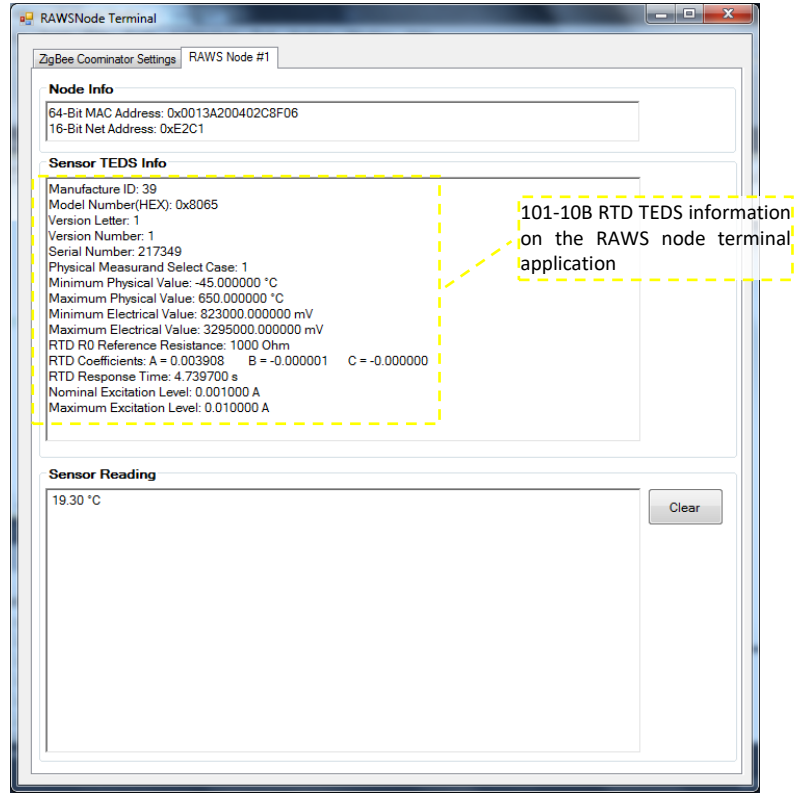 RAWSNode Terminal
ZigBee Coominator Settings
RAWS Node #1
Node Info
64-Bit MAC Address: 0x0013A200402C8F06
16-Bit Net Address: 0xE2C1
Sensor TEDS Info
Manufacture ID: 39
Model Number(HEX): 0x8065
Version Letter: 1
Version Number: 1
Serial Number: 217349
Physical Measurand Select Case: 1
Minimum Physical Value: -45.000000 °C
Maximum Physical Value: 650.000000 °C
Minimum Electrical Value: 823000.000000 mV
Maximum Electrical Value: 3295000.000000 mV
RTD R0 Reference Resistance: 1000 Ohm
RTD Coefficients: A = 0.003908 B = -0.000001 C = -0.000000
RTD Response Time: 4.739700 s
Nominal Excitation Level: 0.001000 A
Maximum Excitation Level: 0.010000 A
101-10B RTD TEDS information
on the RAWS node terminal
application
Sensor Reading
19.30 °C
Clear